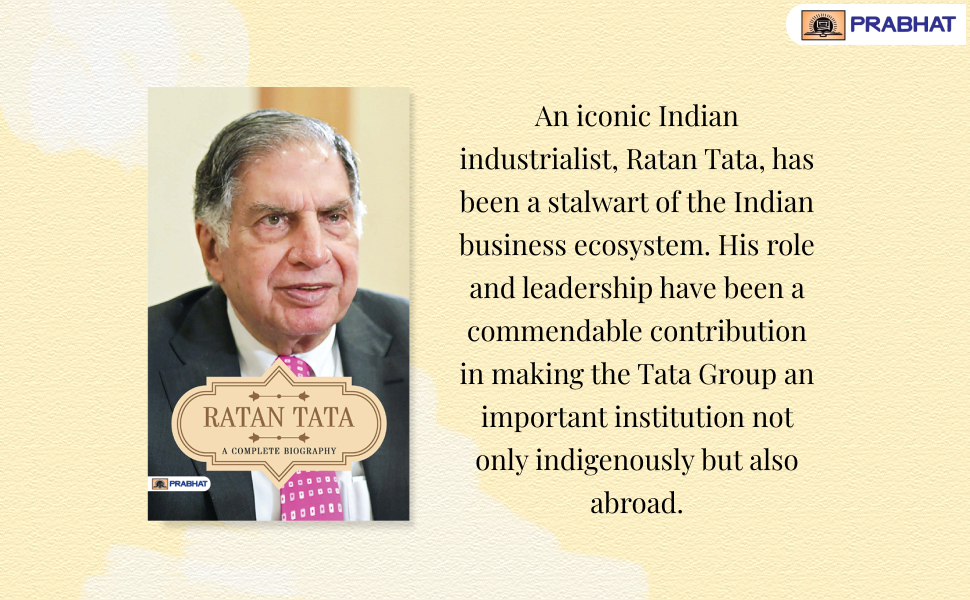 PRABHAT
An iconic Indian
industrialist, Ratan Tata, has
been a stalwart of the Indian
business ecosystem. His role
and leadership have been a
commendable contribution
in making the Tata Group an
important institution not
only indigenously but also
abroad.
RATAN TATA
A COMPLETE BIOGRAPHY
PRABHAT